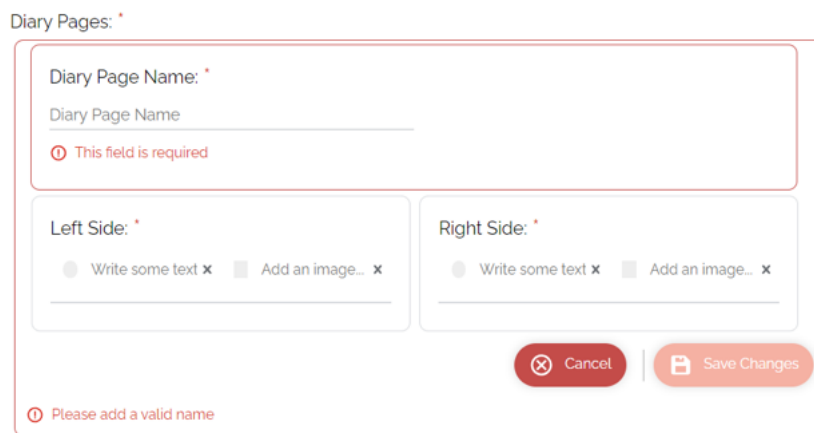 Diary Pages: *
Diary Page Name: *
Diary Page Name
This field is required
Left Side: *
Write some text x Add an image... x
Right Side: *
Write some text x Add an image... x
Cancel
Save Changes
Please add a valid name